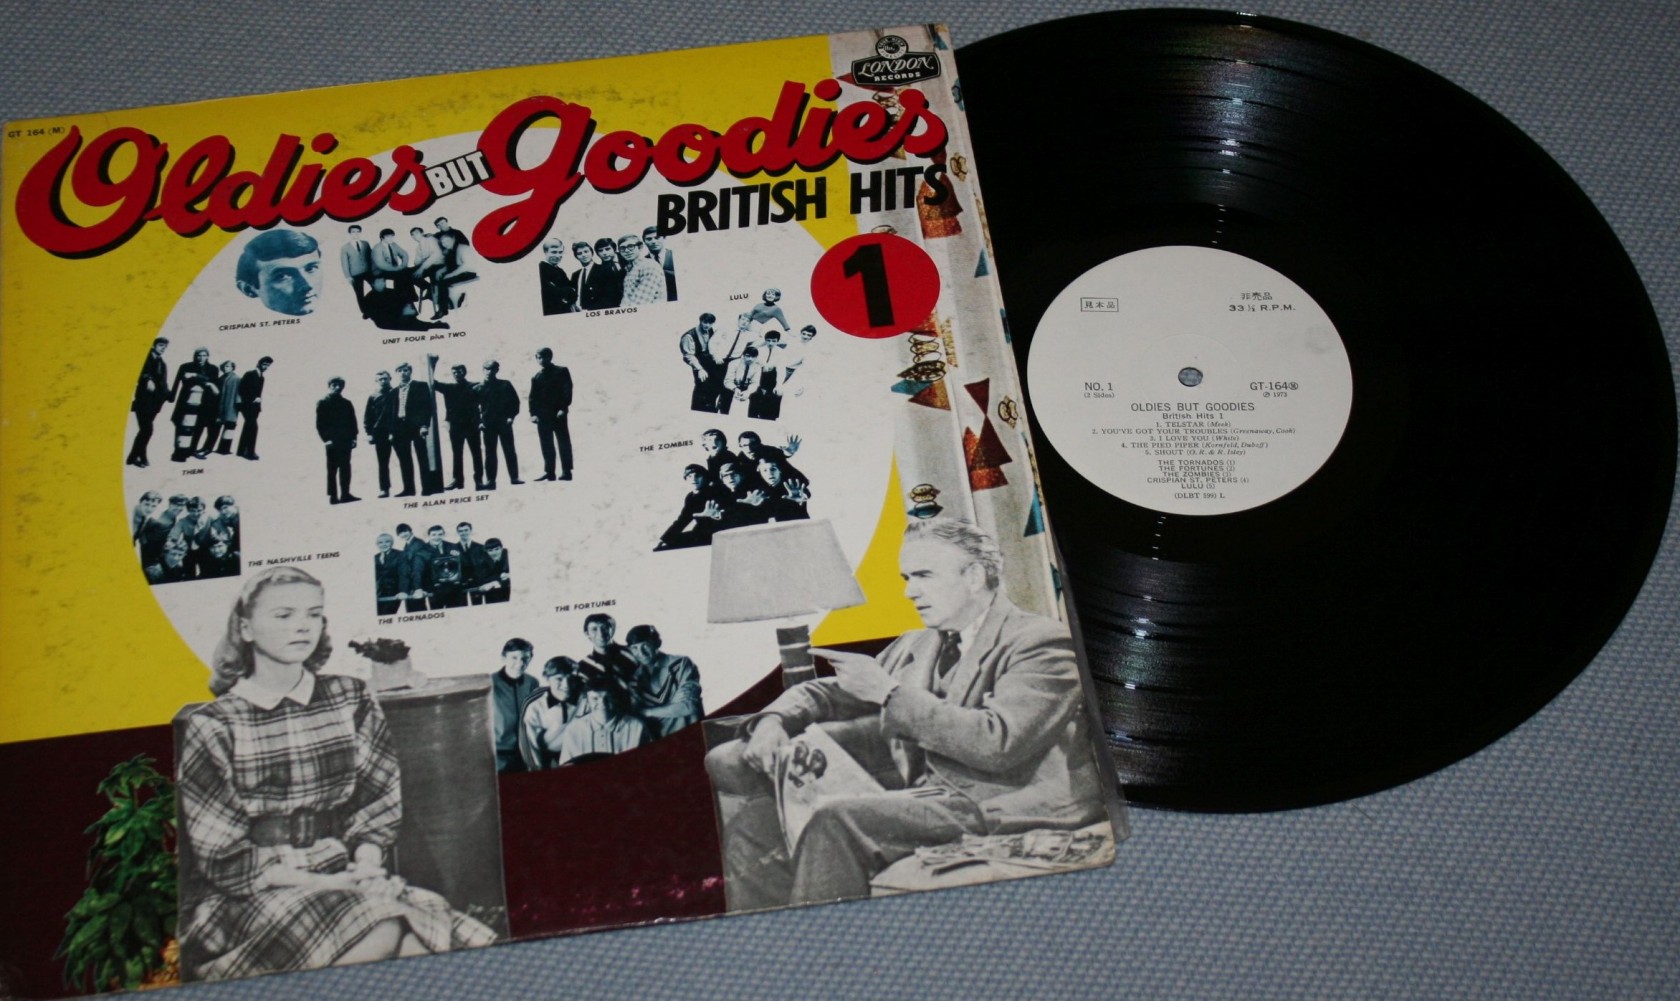 GT 164 (M)
LONDON
RECORDS
Oldies BUT Goodies
BRITISH HITS
1
CRISPIAN ST. PETERS
UNIT FOUR plus TWO
LOS BRAVOS
LULU
THEM
THE ALAN PRICE SET
THE ZOMBIES
THE NASHVILLE TEENS
THE TORNADOS
THE FORTUNES
見本品
非売品
33 ⅓ R.P.M.
NO. 1
(2 Sides)
GT-164Ⓜ
Ⓟ 1973
OLDIES BUT GOODIES
British Hits 1
1. TELSTAR (Meek)
2. YOU'VE GOT YOUR TROUBLES (Greenaway, Cook)
3. I LOVE YOU (White)
4. THE PIED PIPER (Kornfeld, Duboff)
5. SHOUT (O.R. & R. Isley)
THE TORNADOS (1)
THE FORTUNES (2)
THE ZOMBIES (3)
CRISPIAN ST. PETERS (4)
LULU (5)
(DLBT 199) L